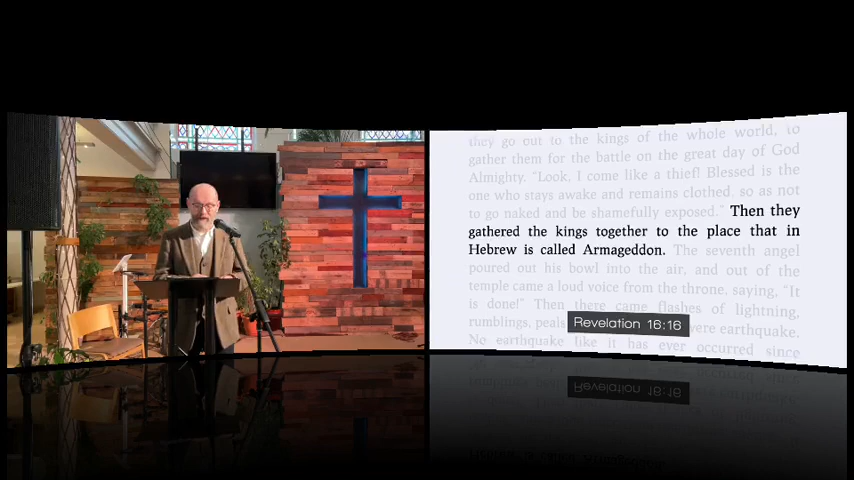 they go out to the kings of the whole world, to
gather them for the battle on the great day of God
Almighty. “Look, I come like a thief! Blessed is the
one who stays awake and remains clothed, so as not
to go naked and be shamefully exposed.” Then they
gathered the kings together to the place that in
Hebrew is called Armageddon. The seventh angel
poured out his bowl into the air, and out of the
temple came a loud voice from the throne, saying, “It
is done!” Then there came flashes of lightning,
rumblings, peals vere earthquake.
Revelation 16:16
No earthquake like it has ever occurred since